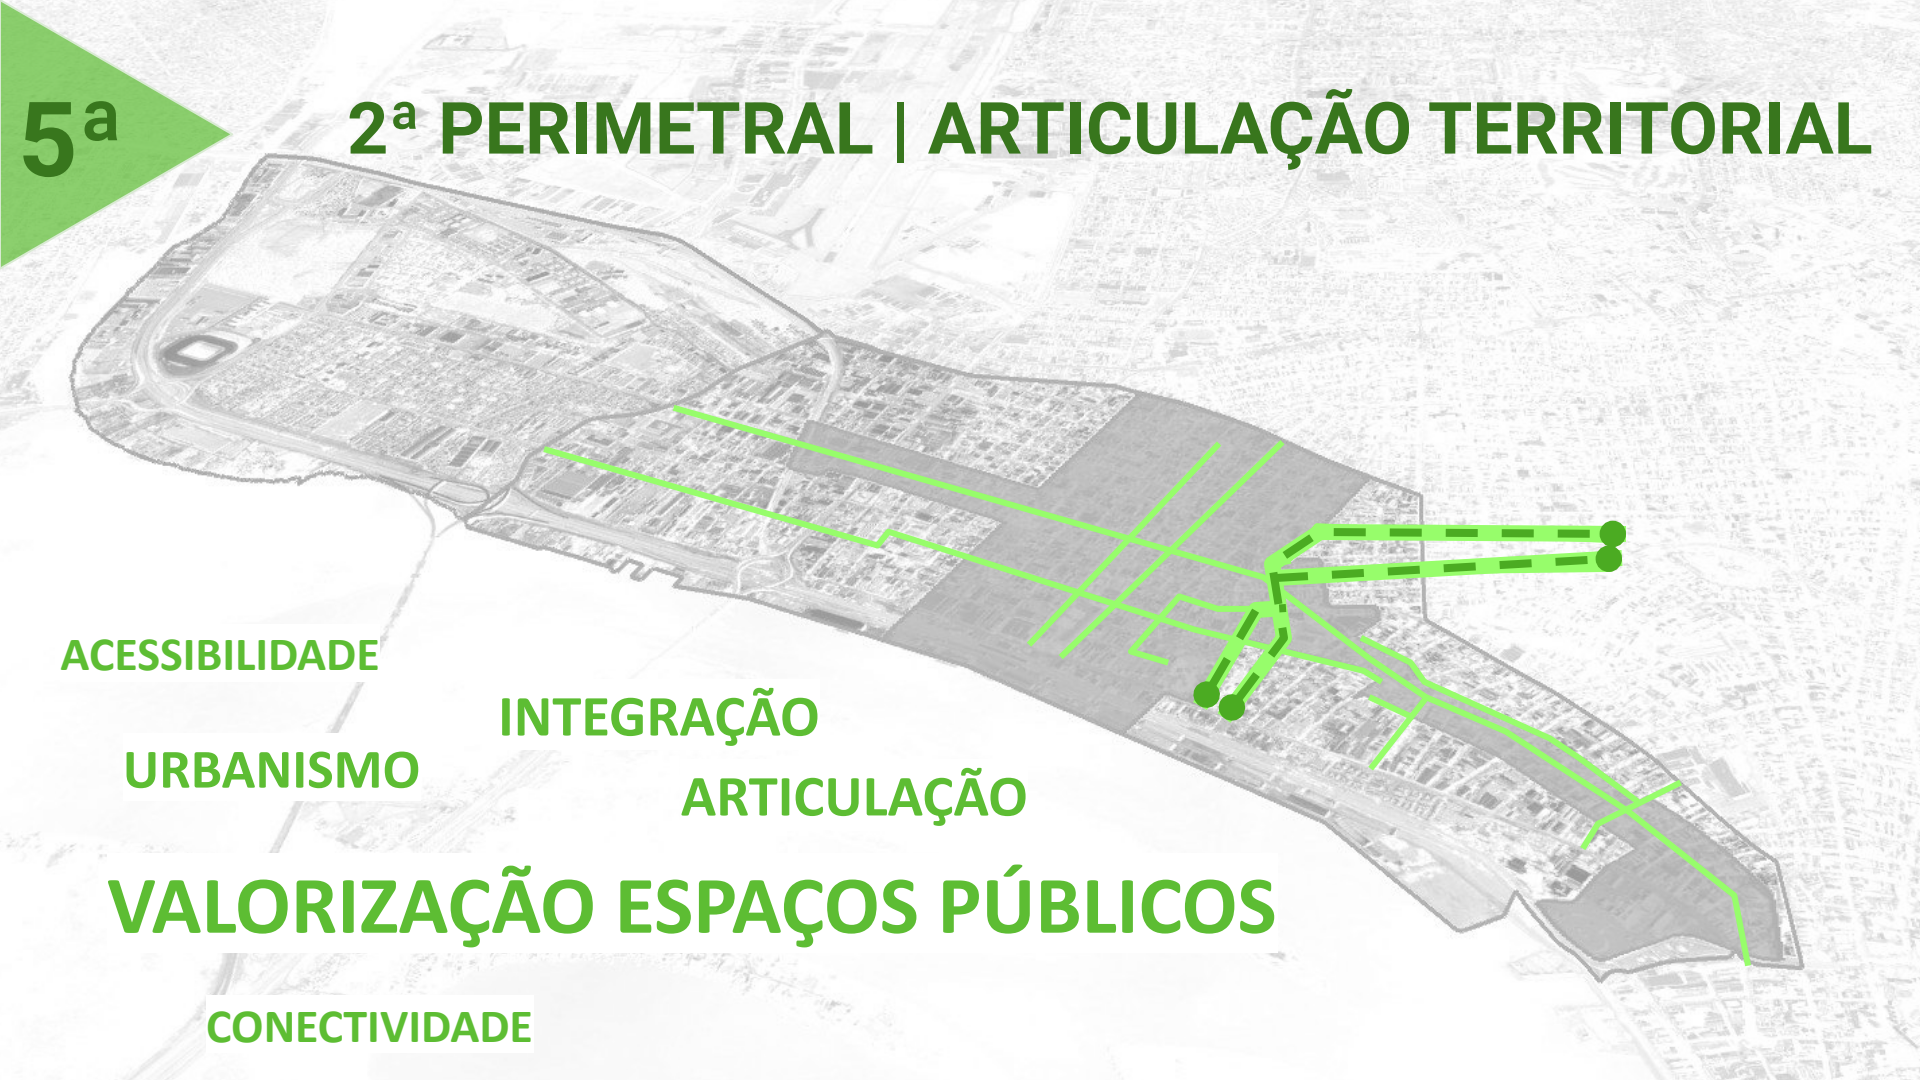 5ª
2ª PERIMETRAL | ARTICULAÇÃO TERRITORIAL
ACESSIBILIDADE
INTEGRAÇÃO
URBANISMO
ARTICULAÇÃO
VALORIZAÇÃO ESPAÇOS PÚBLICOS
CONECTIVIDADE